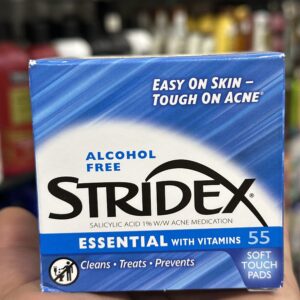 EASY ON SKIN –
TOUGH ON ACNE®
ALCOHOL
FREE
STRIDEX®
SALICYLIC ACID 1% W/W ACNE MEDICATION
ESSENTIAL WITH VITAMINS 55
SOFT
TOUCH
PADS
Cleans • Treats • Prevents